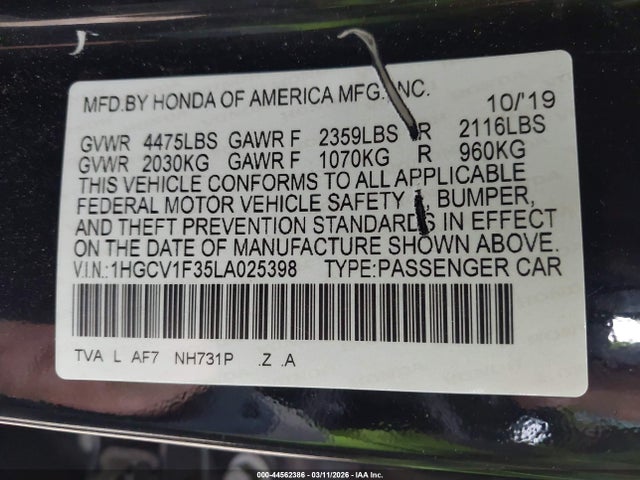 MFD.BY HONDA OF AMERICA MFG.,INC. 10/'19
GVWR 4475LBS GAWR F 2359LBS R 2116LBS
GVWR 2030KG GAWR F 1070KG R 960KG
THIS VEHICLE CONFORMS TO ALL APPLICABLE
FEDERAL MOTOR VEHICLE SAFETY, BUMPER,
AND THEFT PREVENTION STANDARDS IN EFFECT
ON THE DATE OF MANUFACTURE SHOWN ABOVE.
V.I.N.:1HGCV1F35LA025398 TYPE:PASSENGER CAR
TVA L AF7 NH731P .Z .A
000-44562386 - 03/11/2026 - IAA Inc.